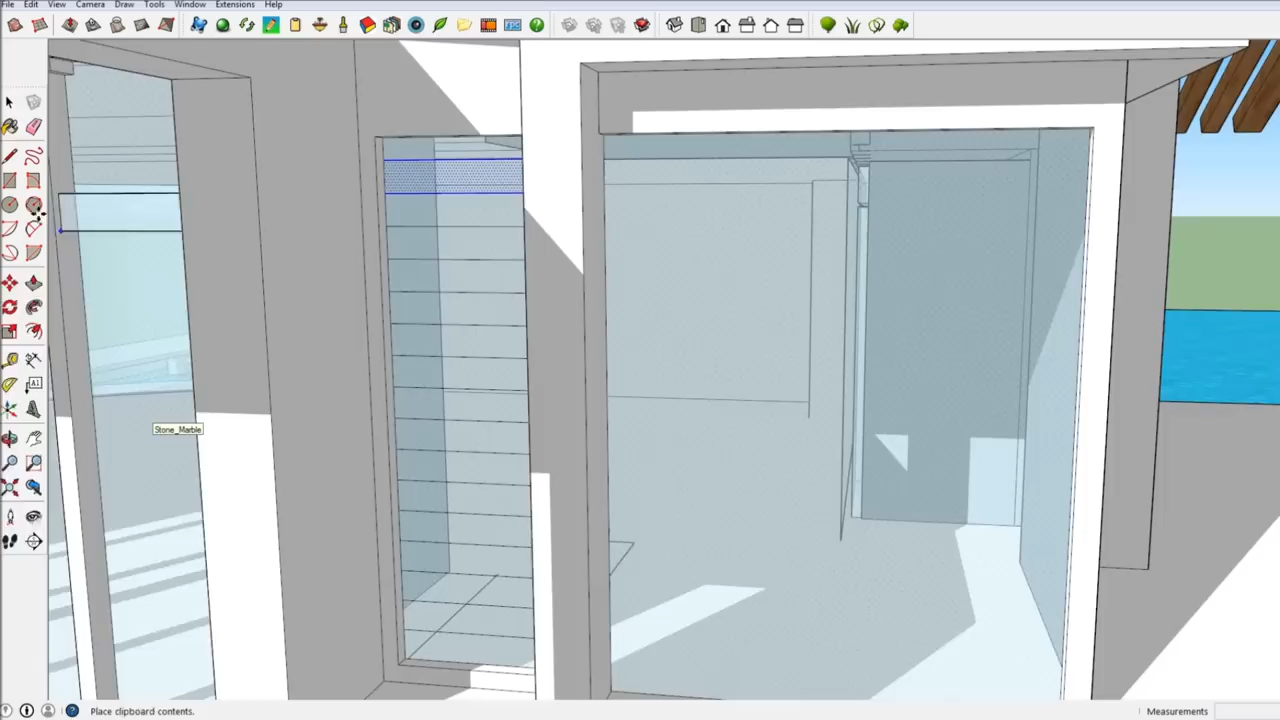 File Edit View Camera Draw Tools Window Extensions Help
Stone_Marble
Place clipboard contents.
Measurements